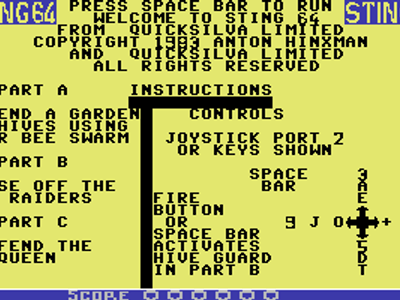 NG64
PRESS SPACE BAR TO RUN
STIN
WELCOME TO STING 64
FROM QUICKSILVA LIMITED
COPYRIGHT 1983 ANTON HINXMAN
AND QUICKSILVA LIMITED
ALL RIGHTS RESERVED
PART A
INSTRUCTIONS
END A GARDEN
HIVES USING
R BEE SWARM
CONTROLS
JOYSTICK PORT 2
OR KEYS SHOWN
PART B
SE OFF THE
RAIDERS
PART C
FEND THE
QUEEN
SPACE
BAR
FIRE
BUTTON
OR
SPACE BAR
ACTIVATES
HIVE GUARD
IN PART B
3
A
E
9 J O +
5
D
T
SCORE